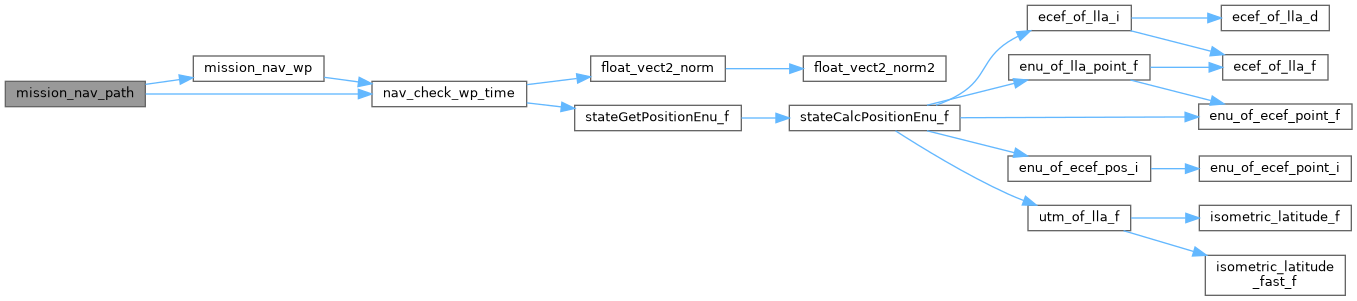 mission_nav_path
mission_nav_wp
nav_check_wp_time
float_vect2_norm
float_vect2_norm2
stateGetPositionEnu_f
stateCalcPositionEnu_f
ecef_of_lla_i
ecef_of_lla_d
enu_of_lla_point_f
ecef_of_lla_f
enu_of_ecef_point_f
enu_of_ecef_pos_i
enu_of_ecef_point_i
utm_of_lla_f
isometric_latitude_f
isometric_latitude
_fast_f